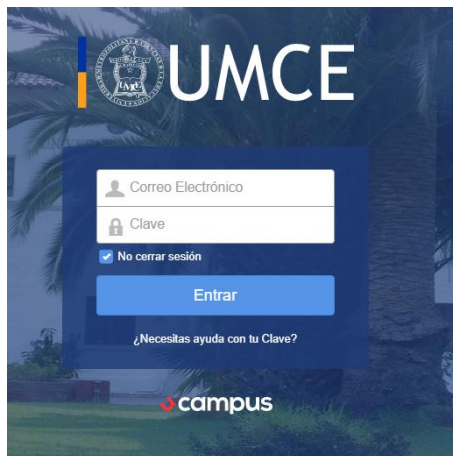 UMCE
Correo Electrónico
Clave
No cerrar sesión
Entrar
¿Necesitas ayuda con tu Clave?
campus